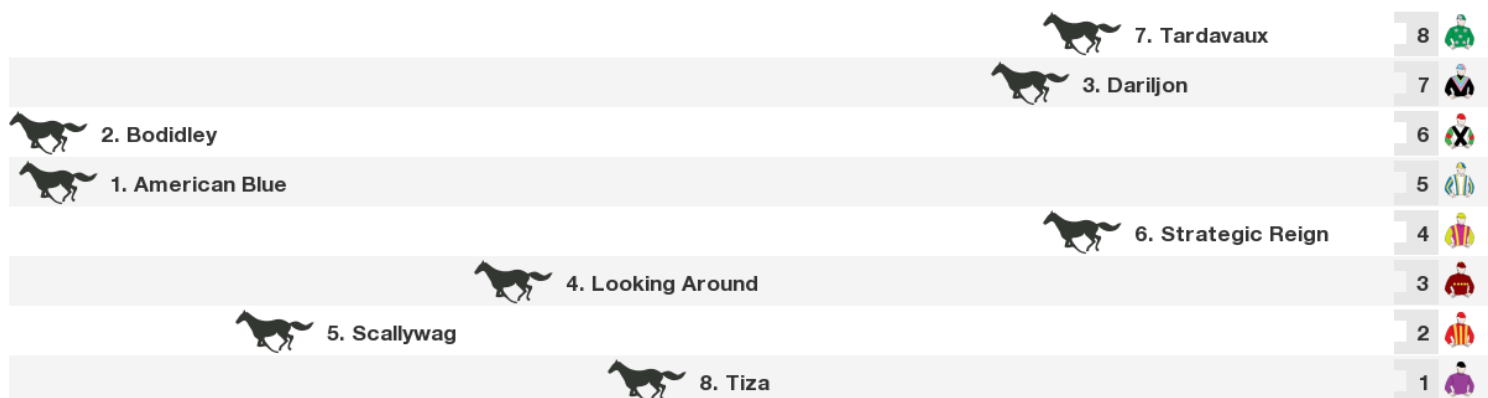 7. Tardavaux 8
3. Dariljon 7
2. Bodidley 6
1. American Blue 5
6. Strategic Reign 4
4. Looking Around 3
5. Scallywag 2
8. Tiza 1